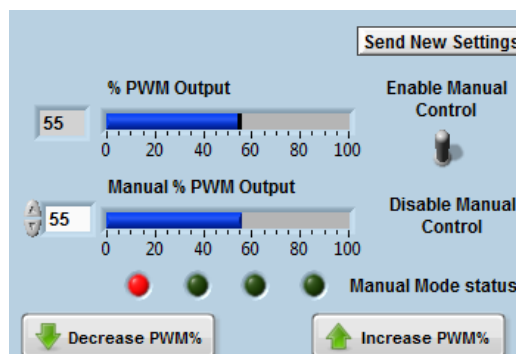 Send New Settings
% PWM Output
Enable Manual
Control
55
0 20 40 60 80 100
Manual % PWM Output
55
Disable Manual
Control
0 20 40 60 80 100
Manual Mode status
Decrease PWM%
Increase PWM%